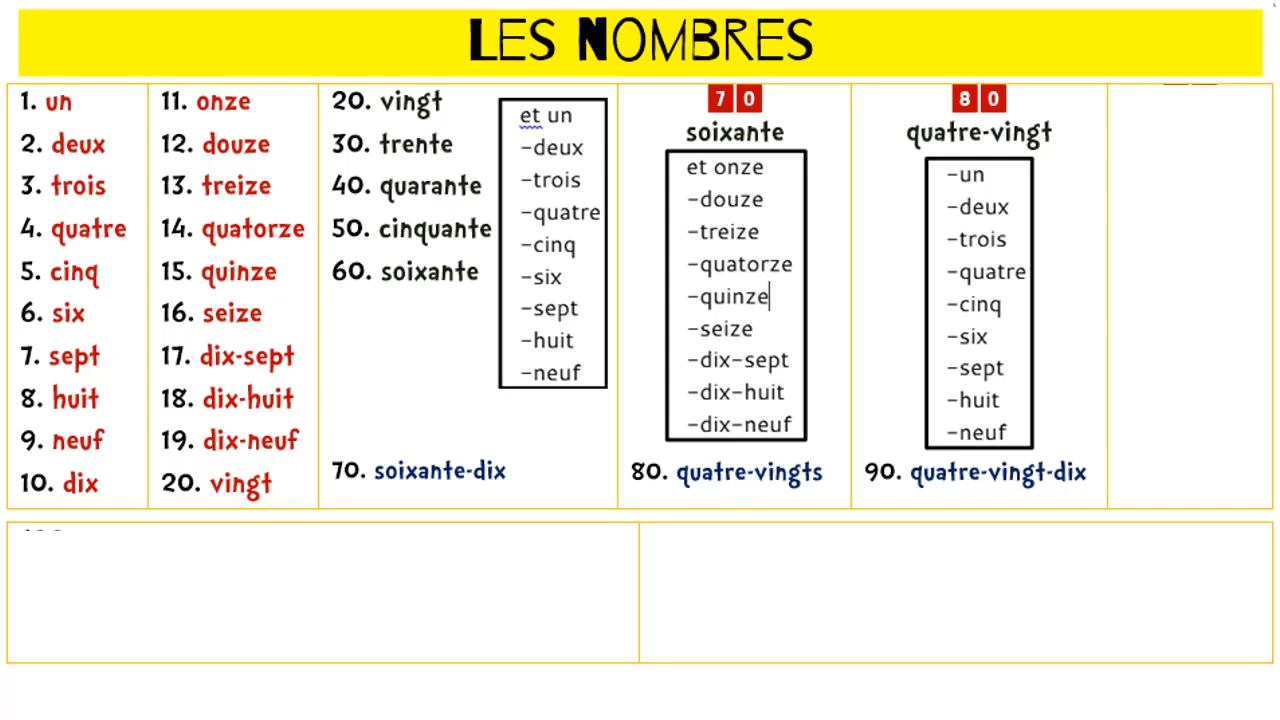 LES NOMBRES
1. un
2. deux
3. trois
4. quatre
5. cinq
6. six
7. sept
8. huit
9. neuf
10. dix
11. onze
12. douze
13. treize
14. quatorze
15. quinze
16. seize
17. dix-sept
18. dix-huit
19. dix-neuf
20. vingt
20. vingt
30. trente
40. quarante
50. cinquante
60. soixante
et un
-deux
-trois
-quatre
-cinq
-six
-sept
-huit
-neuf
70. soixante-dix
70
soixante
et onze
-douze
-treize
-quatorze
-quinze
-seize
-dix-sept
-dix-huit
-dix-neuf
80. quatre-vingts
80
quatre-vingt
-un
-deux
-trois
-quatre
-cinq
-six
-sept
-huit
-neuf
90. quatre-vingt-dix